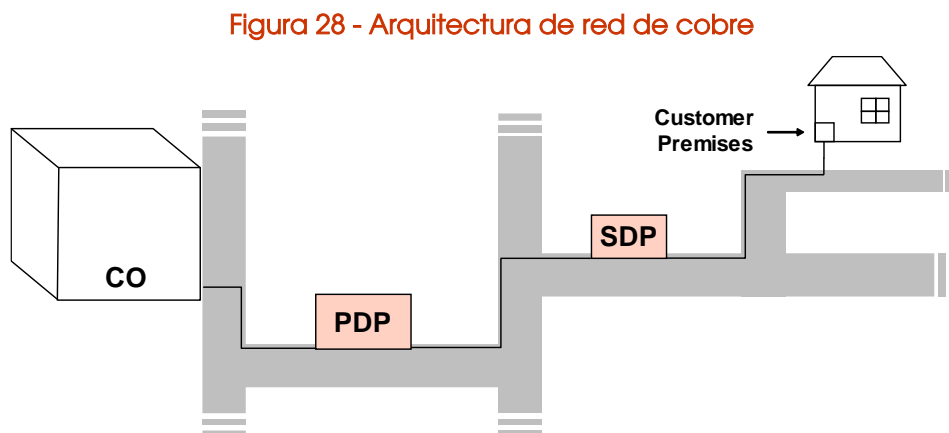 Figura 28 - Arquitectura de red de cobre
Customer
Premises
SDP
CO
PDP